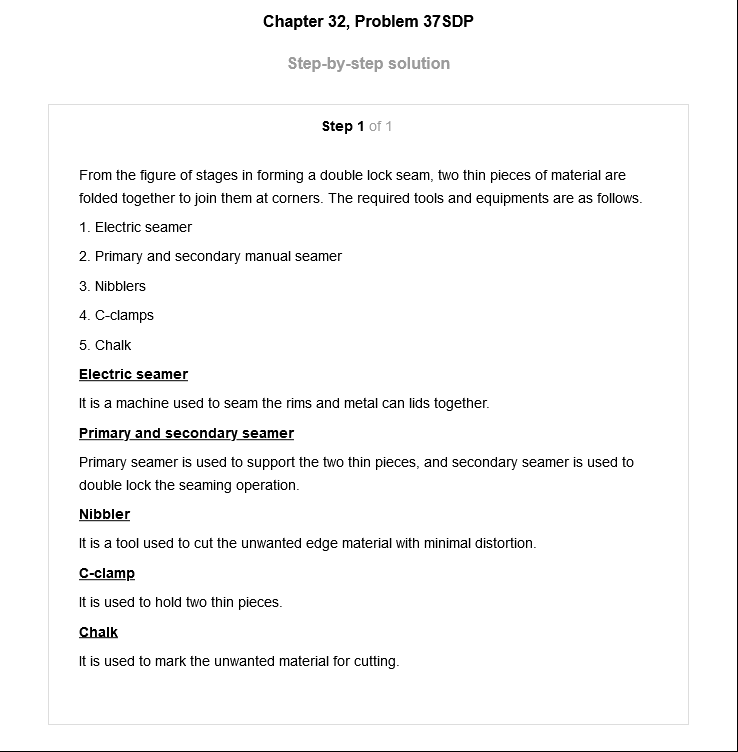 Chapter 32, Problem 37SDP
Step-by-step solution
Step 1 of 1
From the figure of stages in forming a double lock seam, two thin pieces of material are
folded together to join them at corners. The required tools and equipments are as follows.
1. Electric seamer
2. Primary and secondary manual seamer
3. Nibblers
4. C-clamps
5. Chalk
Electric seamer
It is a machine used to seam the rims and metal can lids together.
Primary and secondary seamer
Primary seamer is used to support the two thin pieces, and secondary seamer is used to
double lock the seaming operation.
Nibbler
It is a tool used to cut the unwanted edge material with minimal distortion.
C-clamp
It is used to hold two thin pieces.
Chalk
It is used to mark the unwanted material for cutting.